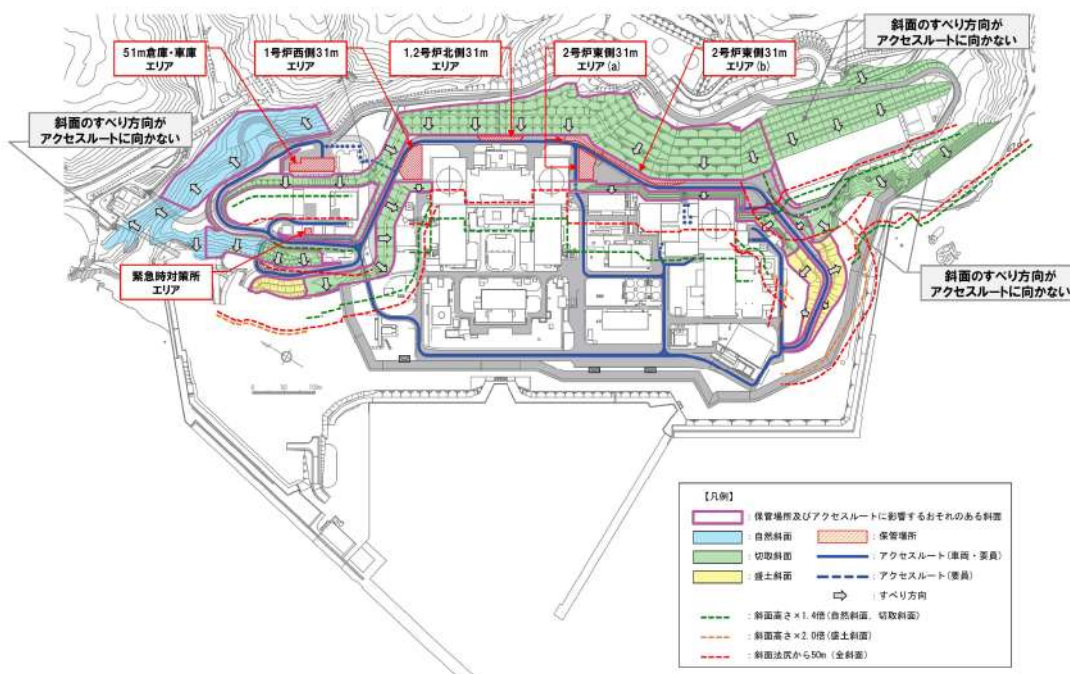 斜面のすべり方向が
アクセスルートに向かない
51m倉庫・車庫
エリア
1号炉西側31m
エリア
1,2号炉北側31m
エリア
2号炉東側31m
エリア(a)
2号炉東側31m
エリア(b)
斜面のすべり方向が
アクセスルートに向かない
緊急時対策所
エリア
斜面のすべり方向が
アクセスルートに向かない
【凡例】
:保管場所及びアクセスルートに影響するおそれのある斜面
:自然斜面
:保管場所
:切取斜面
:アクセスルート(車両・要員)
:盛土斜面
:アクセスルート(要員)
:すべり方向
:斜面高さ×1.4倍(自然斜面、切取斜面)
:斜面高さ×2.0倍(盛土斜面)
:斜面法尻から50m(全斜面)